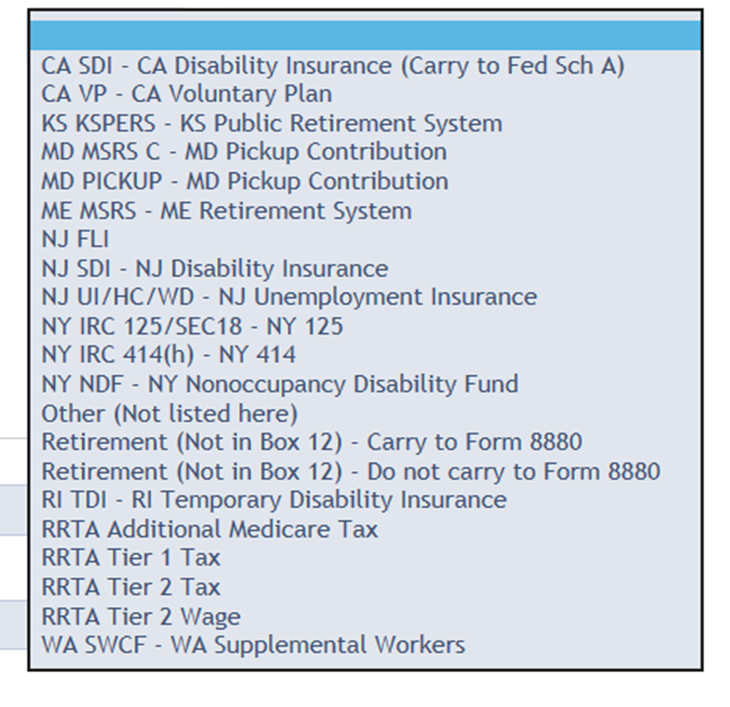 CA SDI - CA Disability Insurance (Carry to Fed Sch A)
CA VP - CA Voluntary Plan
KS KSPERS - KS Public Retirement System
MD MSRS C - MD Pickup Contribution
MD PICKUP - MD Pickup Contribution
ME MSRS - ME Retirement System
NJ FLI
NJ SDI - NJ Disability Insurance
NJ UI/HC/WD - NJ Unemployment Insurance
NY IRC 125/SEC18 - NY 125
NY IRC 414(h) - NY 414
NY NDF - NY Nonoccupancy Disability Fund
Other (Not listed here)
Retirement (Not in Box 12) - Carry to Form 8880
Retirement (Not in Box 12) - Do not carry to Form 8880
RI TDI - RI Temporary Disability Insurance
RRTA Additional Medicare Tax
RRTA Tier 1 Tax
RRTA Tier 2 Tax
RRTA Tier 2 Wage
WA SWCF - WA Supplemental Workers